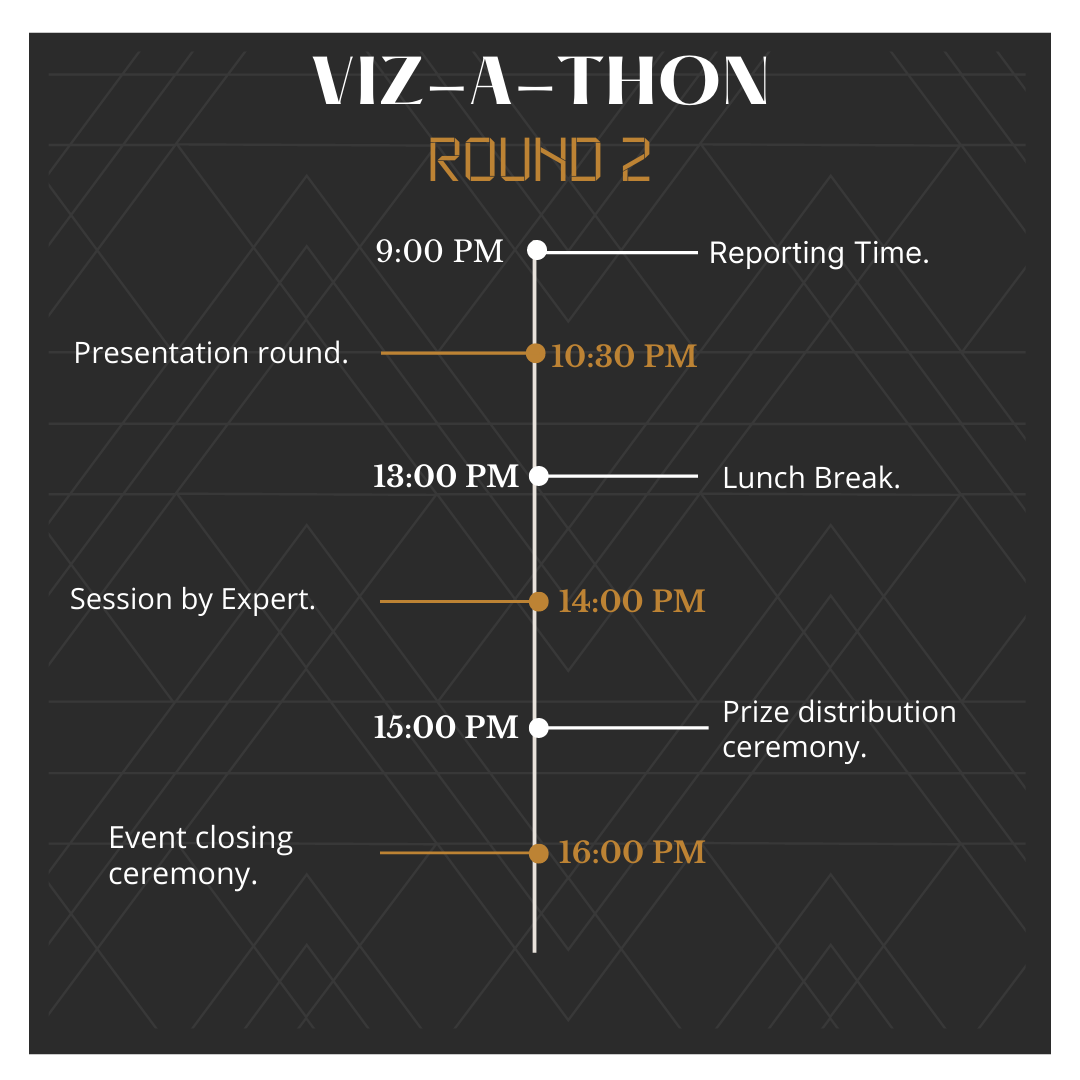 VIZ-A-THON
ROUND 2
9:00 PM
Reporting Time.
Presentation round.
10:30 PM
13:00 PM
Lunch Break.
Session by Expert.
14:00 PM
15:00 PM
Prize distribution
ceremony.
Event closing
ceremony.
16:00 PM